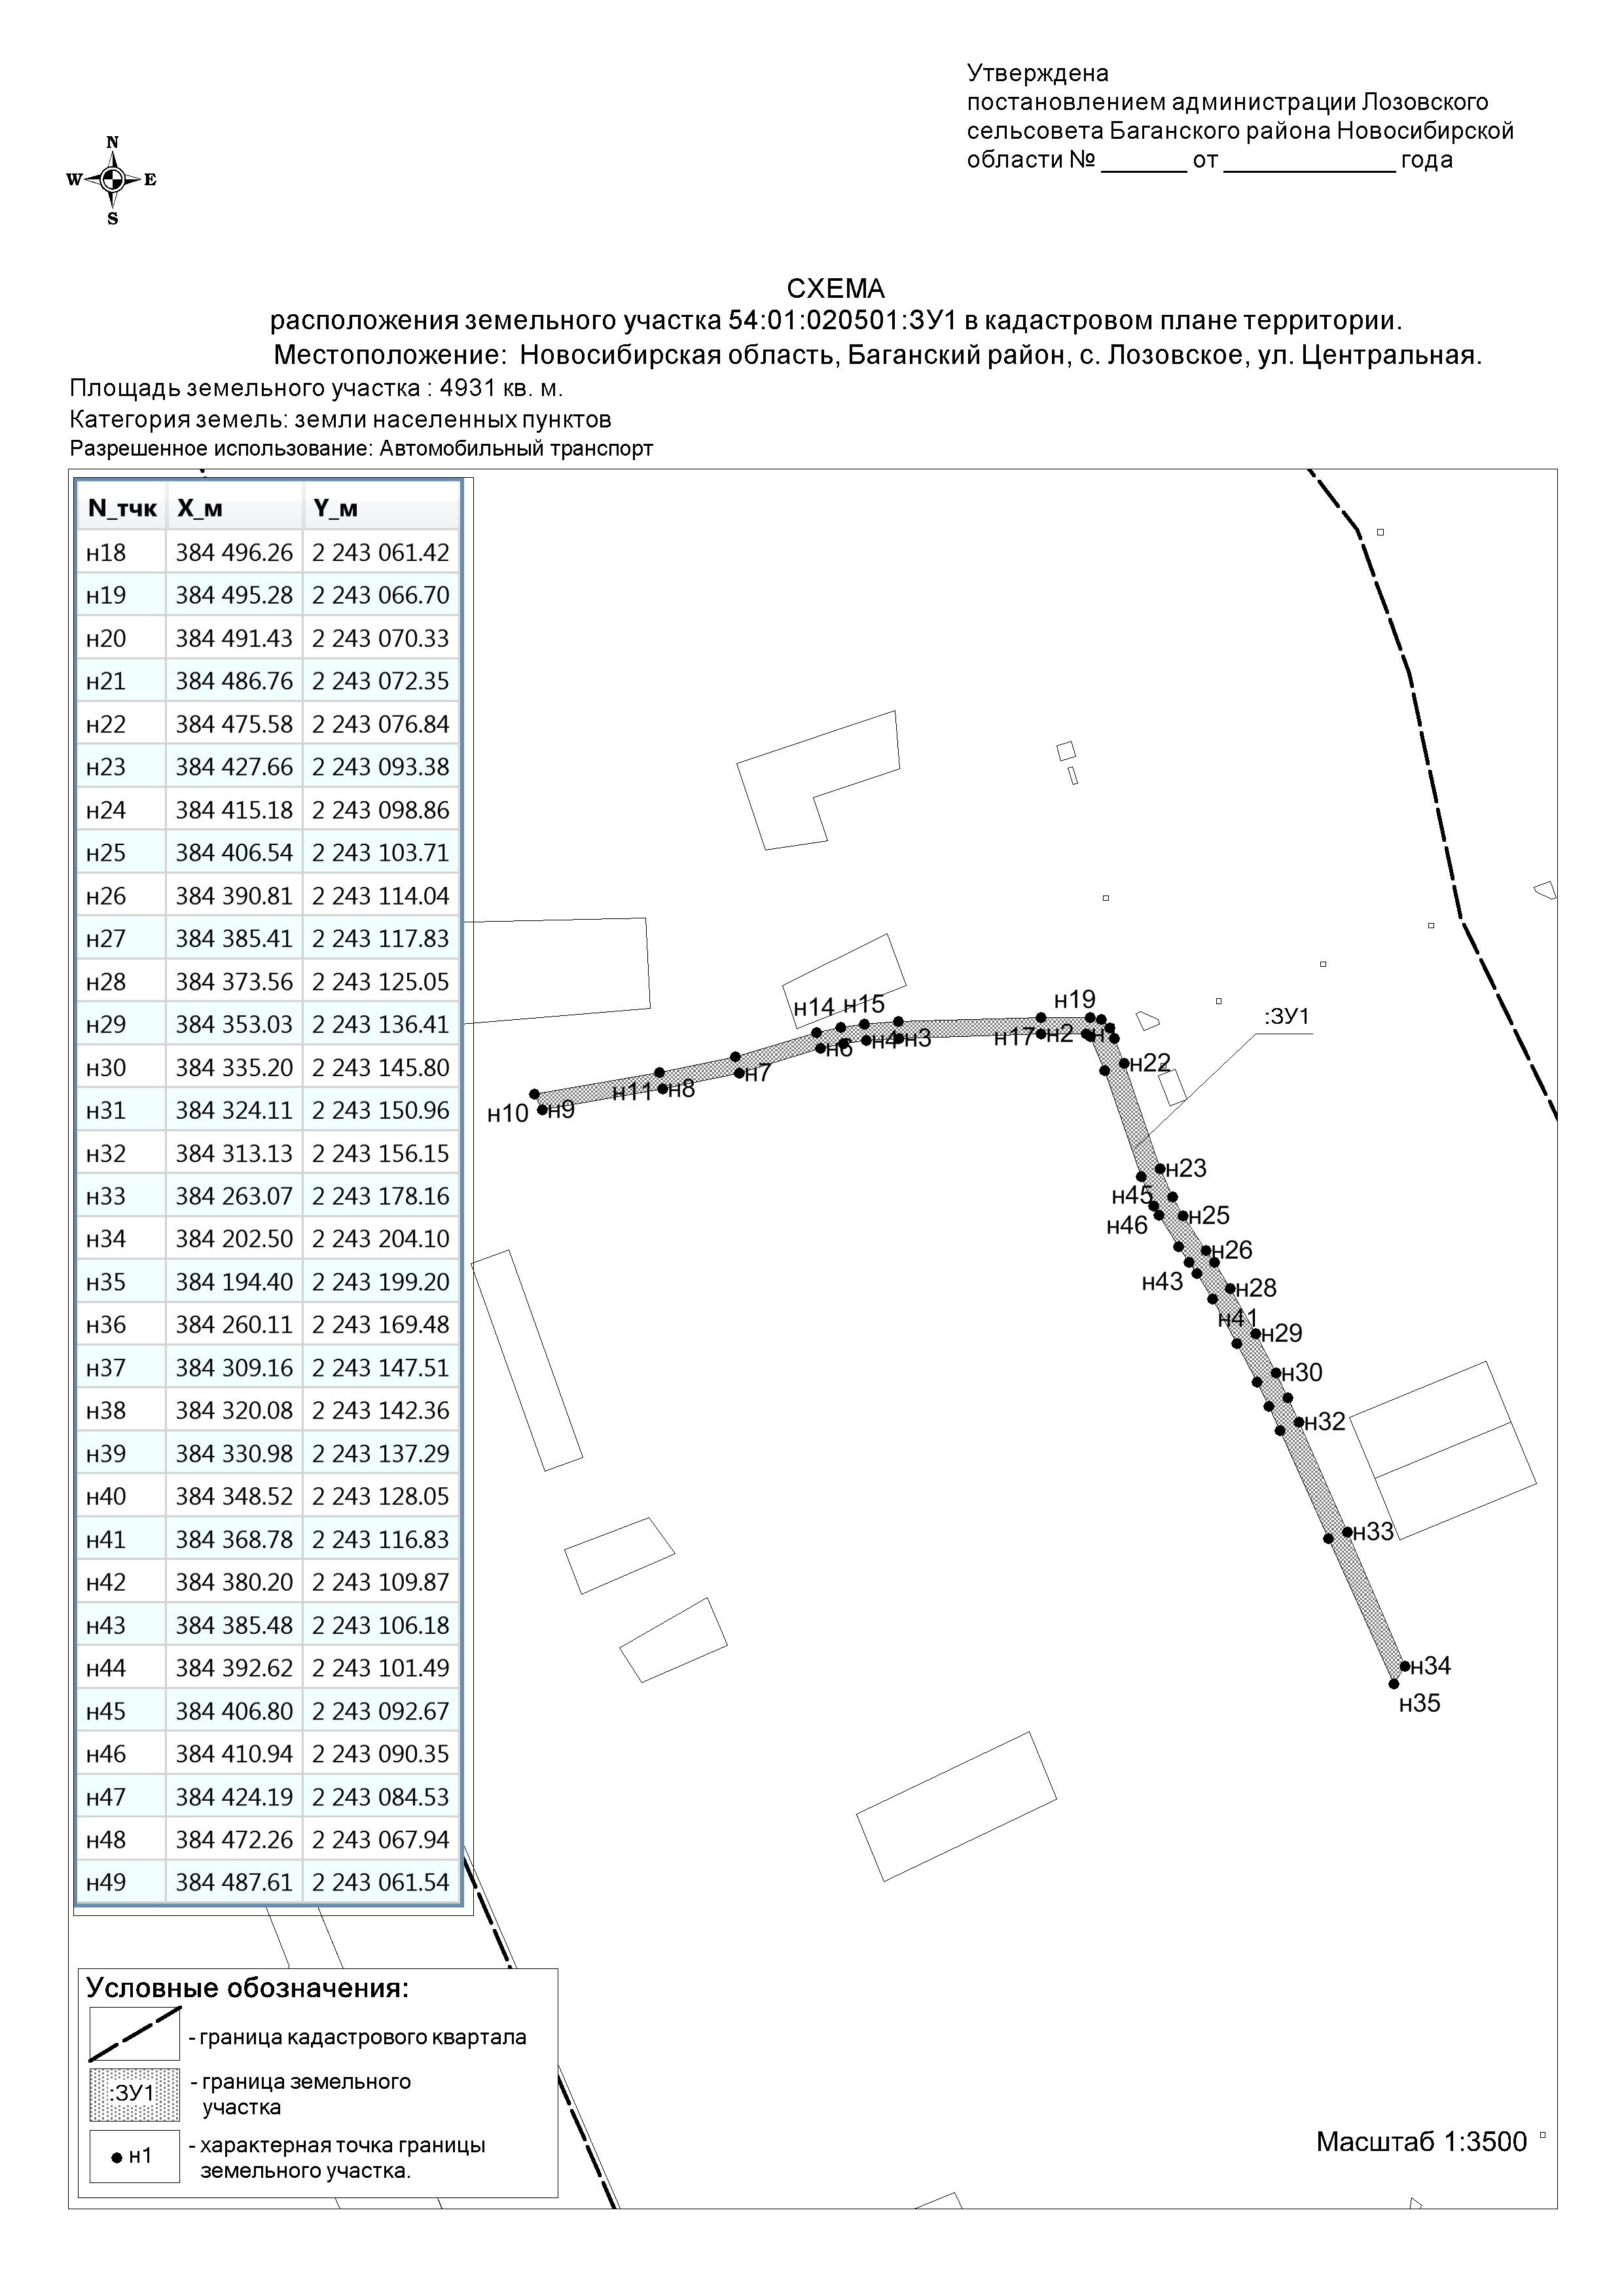 Утверждена
постановлением администрации Лозовского
сельсовета Баганского района Новосибирской
области № _______ от ______________ года
N
W E
S
СХЕМА
расположения земельного участка 54:01:020501:ЗУ1 в кадастровом плане территории.
Местоположение: Новосибирская область, Баганский район, с. Лозовское, ул. Центральная.
Площадь земельного участка : 4931 кв. м.
Категория земель: земли населенных пунктов
Разрешенное использование: Автомобильный транспорт
N_тчк X_м Y_м
н18 384 496.26 2 243 061.42
н19 384 495.28 2 243 066.70
н20 384 491.43 2 243 070.33
н21 384 486.76 2 243 072.35
н22 384 475.58 2 243 076.84
н23 384 427.66 2 243 093.38
н24 384 415.18 2 243 098.86
н25 384 406.54 2 243 103.71
н26 384 390.81 2 243 114.04
н27 384 385.41 2 243 117.83
н28 384 373.56 2 243 125.05
н29 384 353.03 2 243 136.41
н30 384 335.20 2 243 145.80
н31 384 324.11 2 243 150.96
н32 384 313.13 2 243 156.15
н33 384 263.07 2 243 178.16
н34 384 202.50 2 243 204.10
н35 384 194.40 2 243 199.20
н36 384 260.11 2 243 169.48
н37 384 309.16 2 243 147.51
н38 384 320.08 2 243 142.36
н39 384 330.98 2 243 137.29
н40 384 348.52 2 243 128.05
н41 384 368.78 2 243 116.83
н42 384 380.20 2 243 109.87
н43 384 385.48 2 243 106.18
н44 384 392.62 2 243 101.49
н45 384 406.80 2 243 092.67
н46 384 410.94 2 243 090.35
н47 384 424.19 2 243 084.53
н48 384 472.26 2 243 067.94
н49 384 487.61 2 243 061.54
н14 н15 н19
:ЗУ1
н6 н4 н3 н17 н2 н
н7 н22
н11 н8
н10 н9
н23
н45
н46 н25
н26
н43 н28
н41
н29
н30
н32
н33
н34
н35
Условные обозначения:
- граница кадастрового квартала
:ЗУ1 - граница земельного
участка
н1 - характерная точка границы
земельного участка.
Масштаб 1:3500